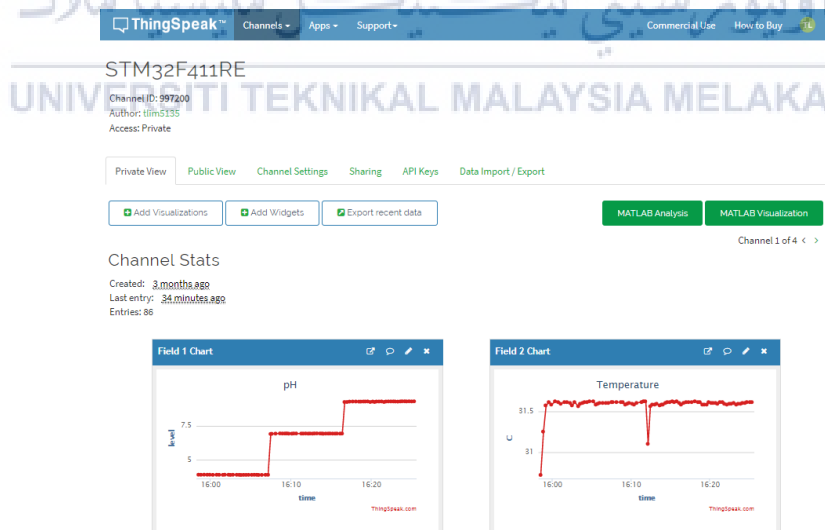 ThingSpeak™ Channels Apps Support Commercial Use How to Buy TL
STM32F411RE
UNIVERSITI TEKNIKAL MALAYSIA MELAKA
Channel ID: 997200
Author: tlim5135
Access: Private
Private View Public View Channel Settings Sharing API Keys Data Import / Export
Add Visualizations Add Widgets Export recent data MATLAB Analysis MATLAB Visualization
Channel 1 of 4 < >
Channel Stats
Created: 3 months ago
Last entry: 34 minutes ago
Entries: 86
Field 1 Chart
pH
level
7.5
5
16:00 16:10 16:20
time
ThingSpeak.com
Field 2 Chart
Temperature
C
31.5
31
16:00 16:10 16:20
time
ThingSpeak.com